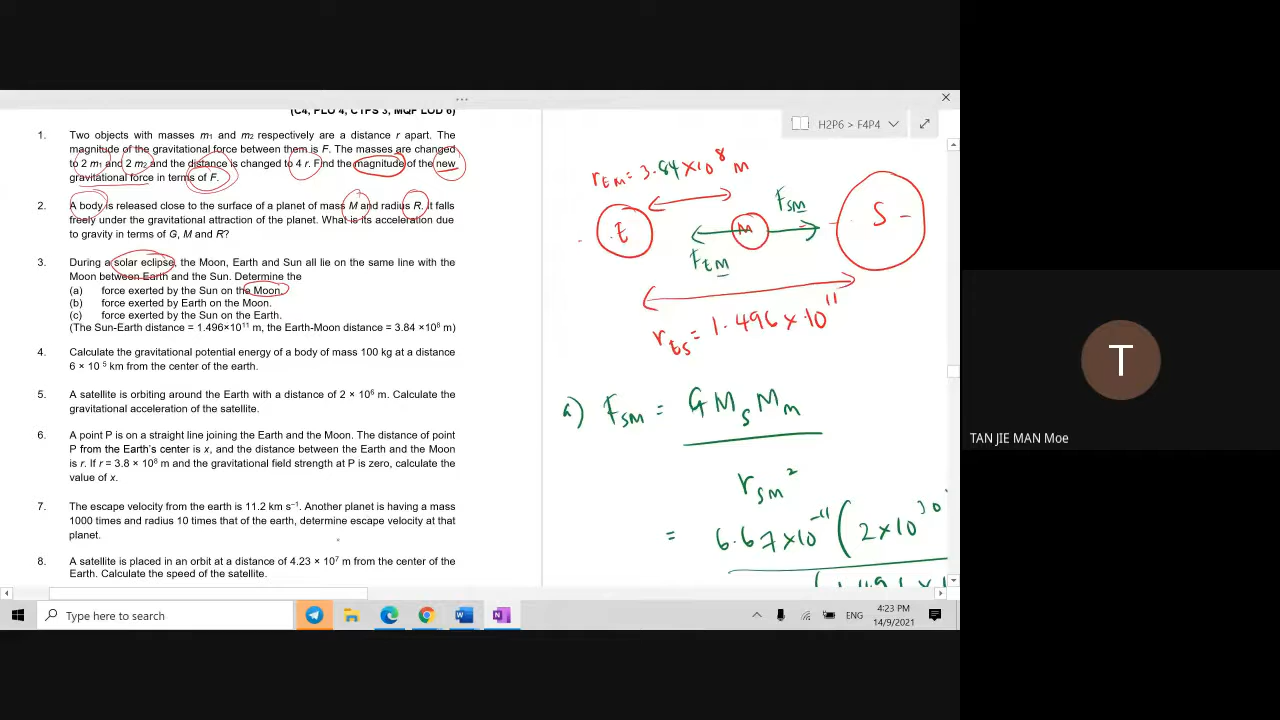 (C4, PLO 4, CTPS 3, MQF LOD 6)
1. Two objects with masses m1 and m2 respectively are a distance r apart. The
magnitude of the gravitational force between them is F. The masses are changed
to 2 m1 and 2 m2 and the distance is changed to 4 r. Find the magnitude of the new
gravitational force in terms of F.
2. A body is released close to the surface of a planet of mass M and radius R. It falls
freely under the gravitational attraction of the planet. What is its acceleration due
to gravity in terms of G, M and R?
3. During a solar eclipse, the Moon, Earth and Sun all lie on the same line with the
Moon between Earth and the Sun. Determine the
(a) force exerted by the Sun on the Moon.
(b) force exerted by Earth on the Moon.
(c) force exerted by the Sun on the Earth.
(The Sun-Earth distance = 1.496×10¹¹ m, the Earth-Moon distance = 3.84 ×10⁸ m)
4. Calculate the gravitational potential energy of a body of mass 100 kg at a distance
6 × 10 ⁵ km from the center of the earth.
5. A satellite is orbiting around the Earth with a distance of 2 × 10⁶ m. Calculate the
gravitational acceleration of the satellite.
6. A point P is on a straight line joining the Earth and the Moon. The distance of point
P from the Earth's center is x, and the distance between the Earth and the Moon
is r. If r = 3.8 × 10⁸ m and the gravitational field strength at P is zero, calculate the
value of x.
7. The escape velocity from the earth is 11.2 km s⁻¹. Another planet is having a mass
1000 times and radius 10 times that of the earth, determine escape velocity at that
planet.
8. A satellite is placed in an orbit at a distance of 4.23 × 10⁷ m from the center of the
Earth. Calculate the speed of the satellite.
H2P6 > F4P4
rEM = 3.84×10⁸ M
FSM
E
M
S
FEM
rES = 1.496×10¹¹
a) FSM = GMsMm
rSM²
= 6.67×10⁻¹¹ (2×10³⁰
Type here to search
ENG
4:23 PM
14/9/2021
T
TAN JIE MAN Moe